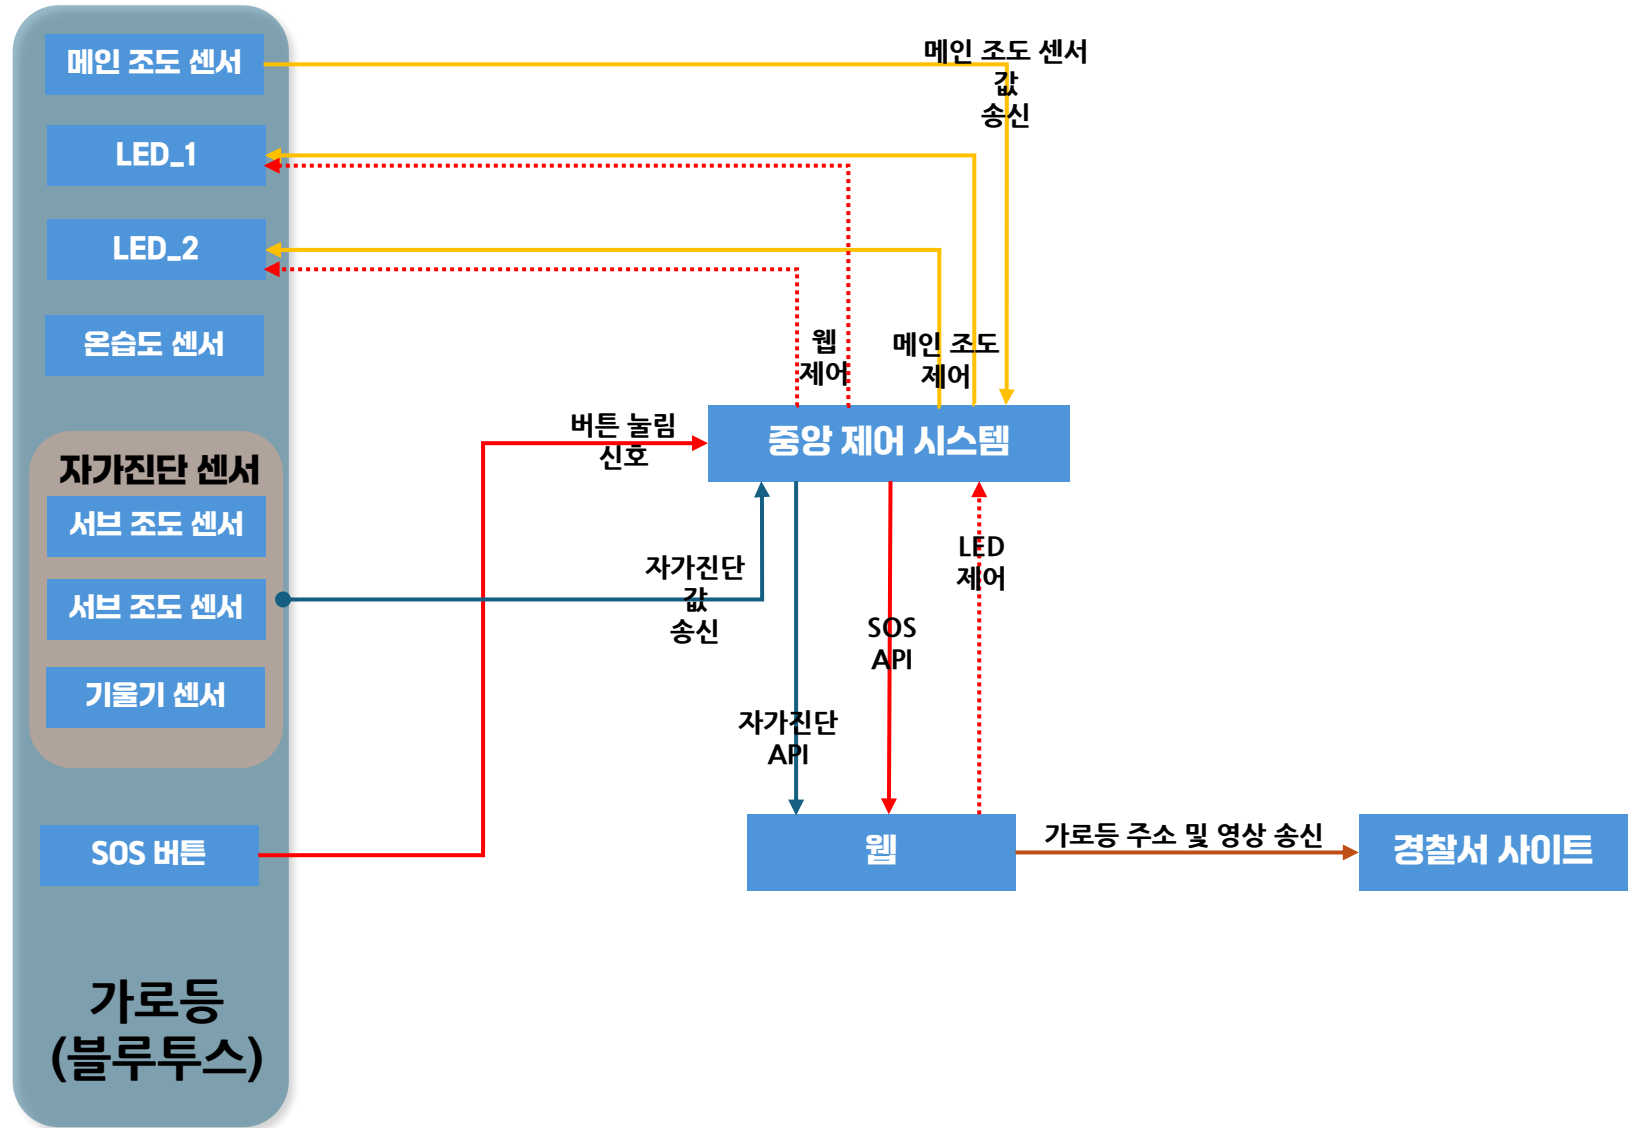 메인 조도 센서
LED_1
LED_2
온습도 센서
자가진단 센서
서브 조도 센서
서브 조도 센서
기울기 센서
SOS 버튼
가로등
(블루투스)
메인 조도 센서
값
송신
웹
제어
메인 조도
제어
버튼 눌림
신호
중앙 제어 시스템
자가진단
값
송신
LED
제어
SOS
API
자가진단
API
웹
가로등 주소 및 영상 송신
경찰서 사이트